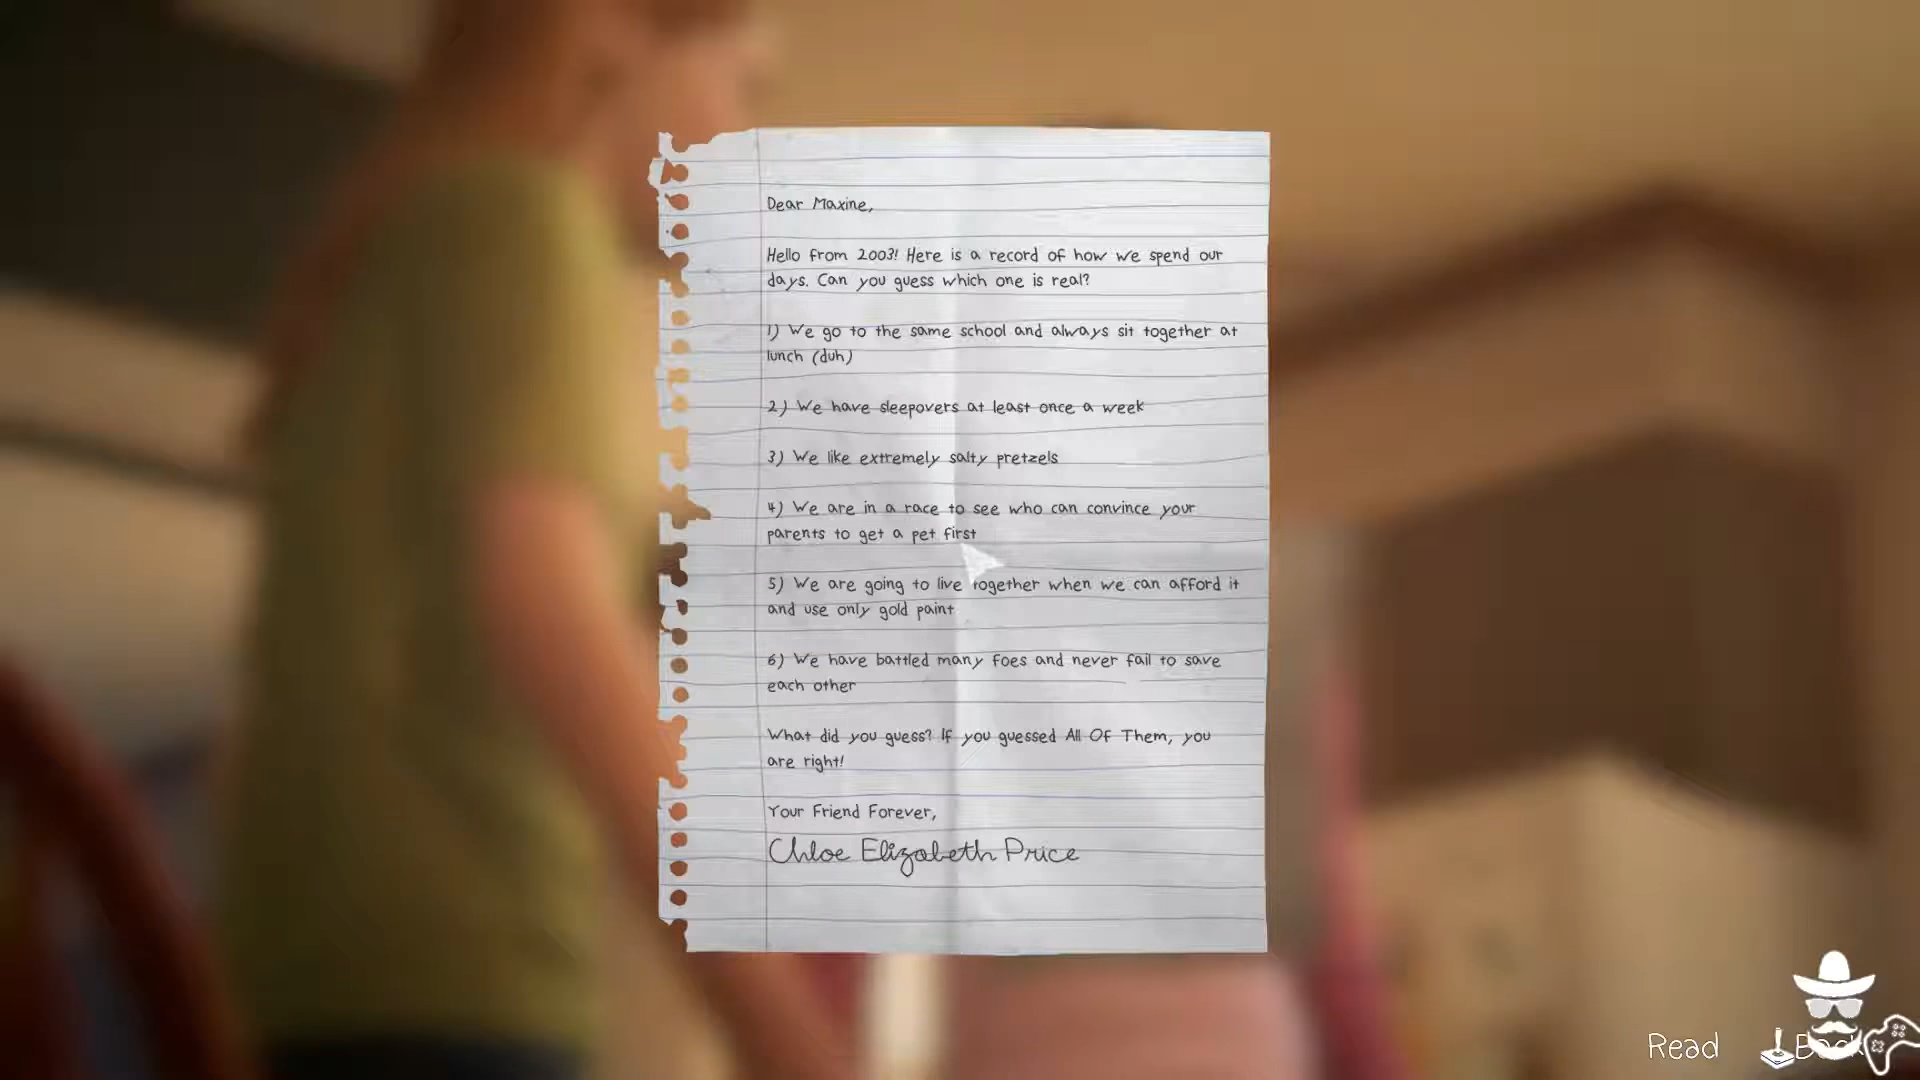 Dear Maxine,
Hello from 2003! Here is a record of how we spend our
days. Can you guess which one is real?
1) We go to the same school and always sit together at
lunch (duh)
2) We have sleepovers at least once a week
3) We like extremely salty pretzels
4) We are in a race to see who can convince your
parents to get a pet first
5) We are going to live together when we can afford it
and use only gold paint
6) We have battled many foes and never fail to save
each other
What did you guess? If you guessed All Of Them, you
are right!
Your Friend Forever,
Chloe Elizabeth Price
Read Back